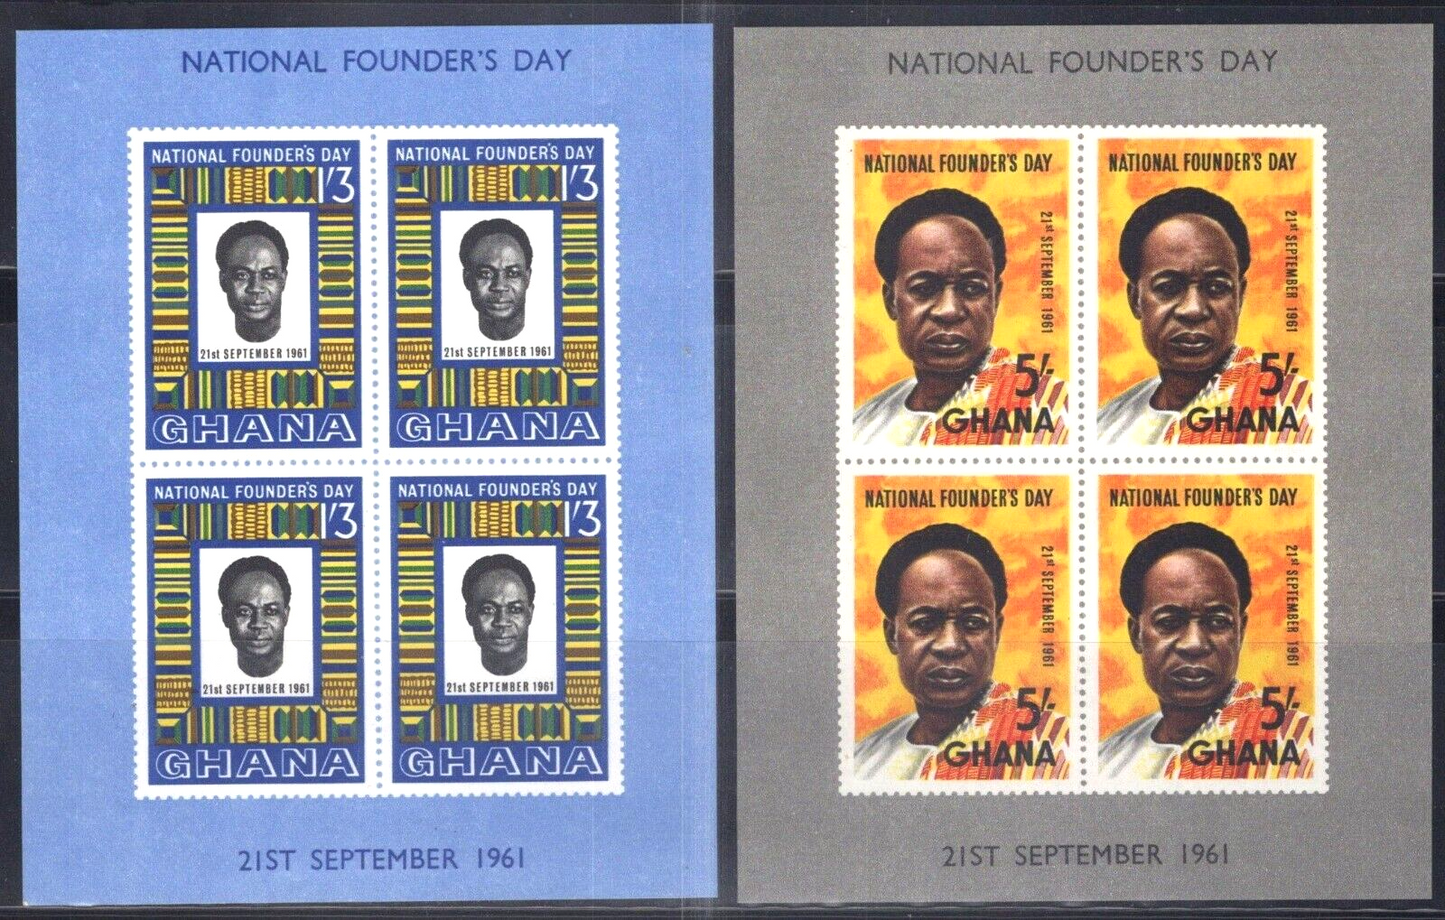 NATIONAL FOUNDER'S DAY
NATIONAL FOUNDER'S DAY
1/3
21st SEPTEMBER 1961
GHANA
NATIONAL FOUNDER'S DAY
1/3
21st SEPTEMBER 1961
GHANA
NATIONAL FOUNDER'S DAY
1/3
21st SEPTEMBER 1961
GHANA
NATIONAL FOUNDER'S DAY
1/3
21st SEPTEMBER 1961
GHANA
21ST SEPTEMBER 1961
NATIONAL FOUNDER'S DAY
NATIONAL FOUNDER'S DAY
21st SEPTEMBER 1961
5/-
GHANA
NATIONAL FOUNDER'S DAY
21st SEPTEMBER 1961
5/-
GHANA
NATIONAL FOUNDER'S DAY
21st SEPTEMBER 1961
5/-
GHANA
NATIONAL FOUNDER'S DAY
21st SEPTEMBER 1961
5/-
GHANA
21ST SEPTEMBER 1961